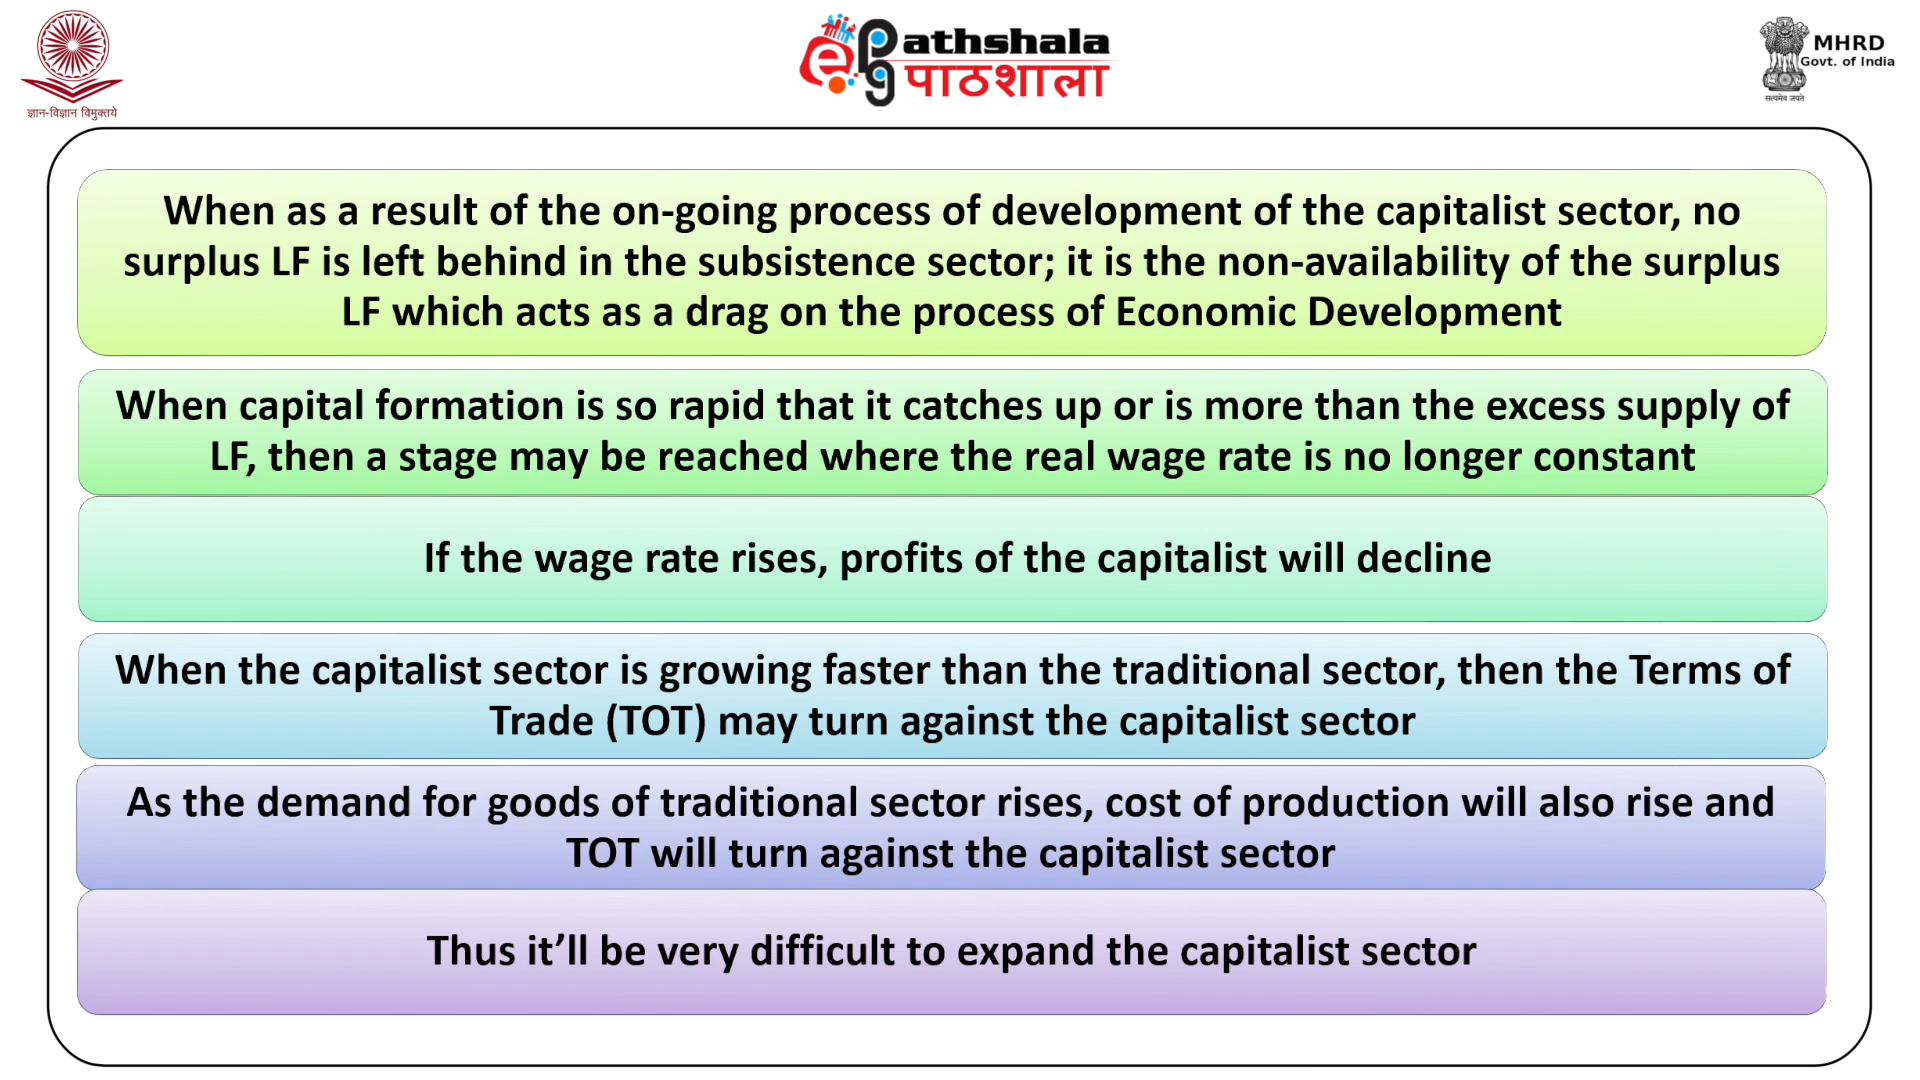 ज्ञान-विज्ञान विमुक्तये
e PG athshala
पाठशाला
MHRD
Govt. of India
सत्यमेव जयते
When as a result of the on-going process of development of the capitalist sector, no
surplus LF is left behind in the subsistence sector; it is the non-availability of the surplus
LF which acts as a drag on the process of Economic Development
When capital formation is so rapid that it catches up or is more than the excess supply of
LF, then a stage may be reached where the real wage rate is no longer constant
If the wage rate rises, profits of the capitalist will decline
When the capitalist sector is growing faster than the traditional sector, then the Terms of
Trade (TOT) may turn against the capitalist sector
As the demand for goods of traditional sector rises, cost of production will also rise and
TOT will turn against the capitalist sector
Thus it’ll be very difficult to expand the capitalist sector